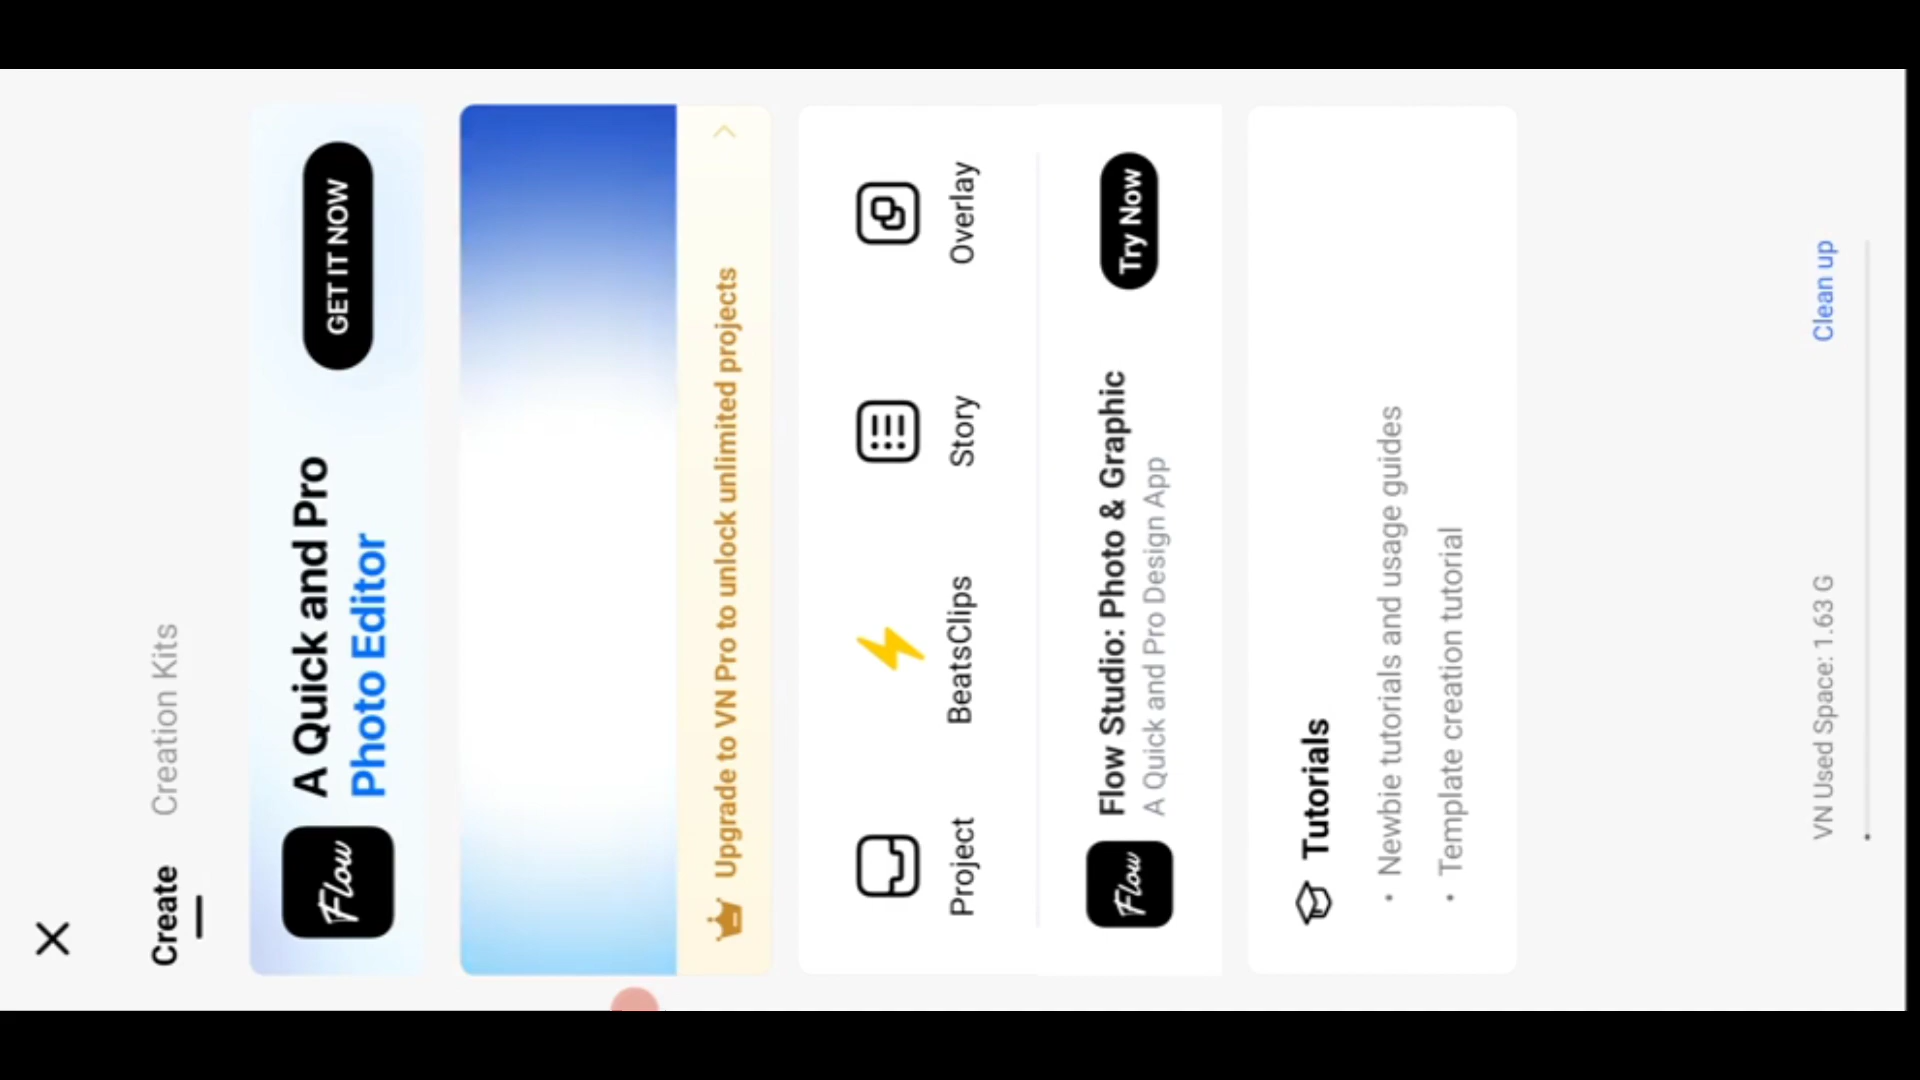 Create Creation Kits
Flow
A Quick and Pro
Photo Editor
GET IT NOW
Upgrade to VN Pro to unlock unlimited projects
Project BeatsClips Story Overlay
Flow
Flow Studio: Photo & Graphic
A Quick and Pro Design App
Try Now
Tutorials
• Newbie tutorials and usage guides
• Template creation tutorial
VN Used Space: 1.63 G Clean up